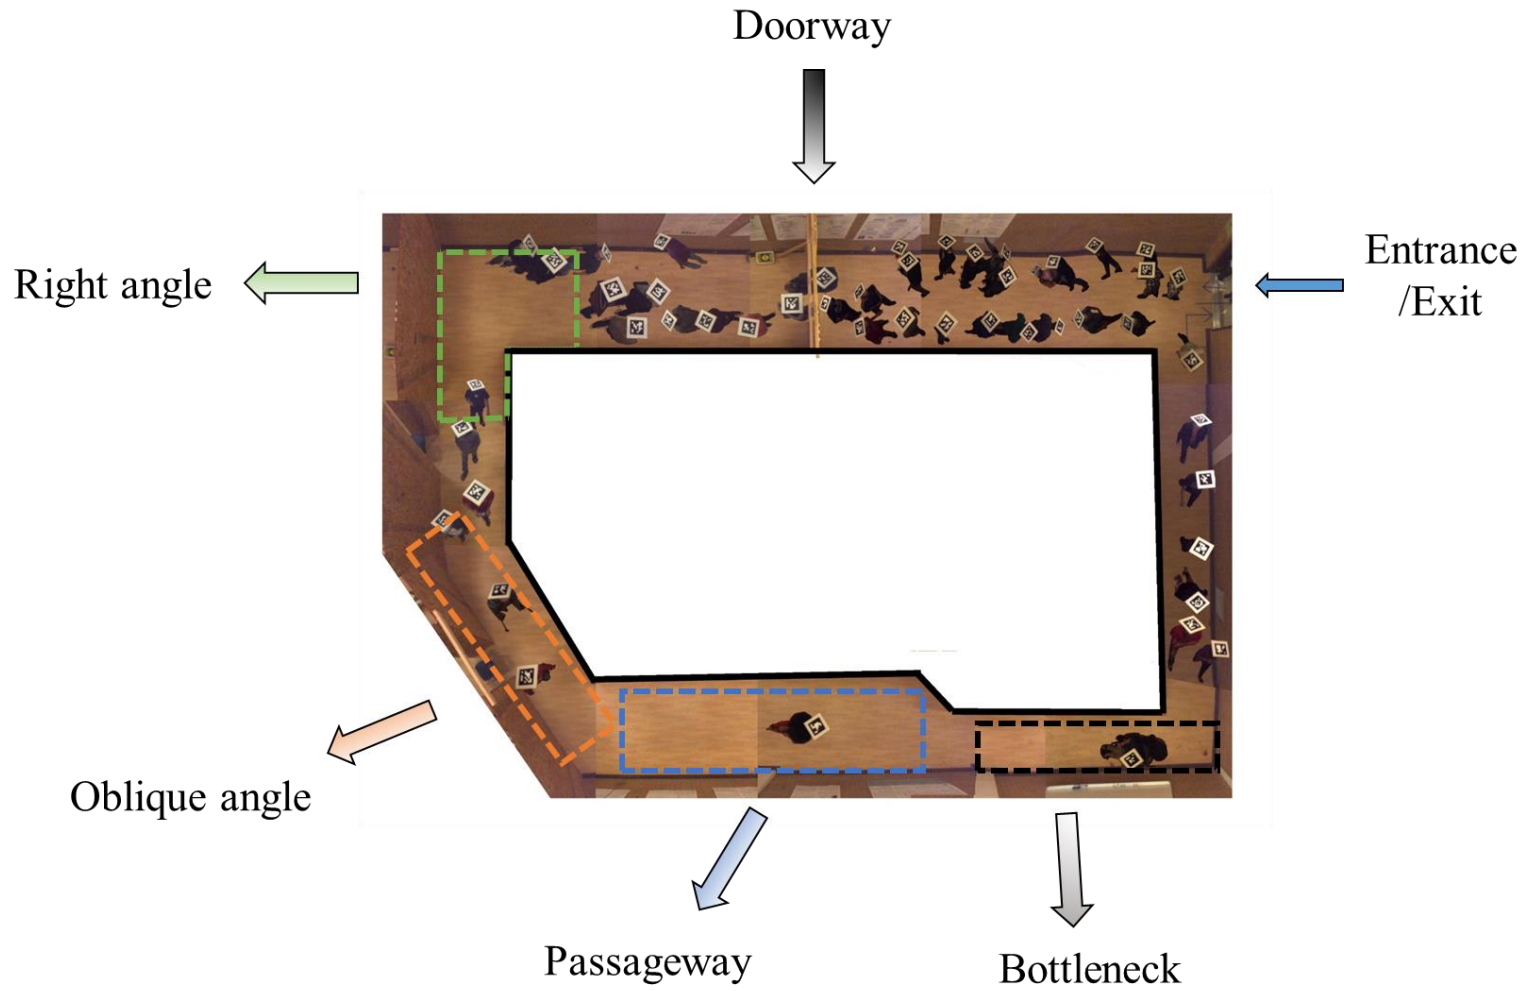 Doorway
Entrance
/Exit
Right angle
Oblique angle
Passageway
Bottleneck